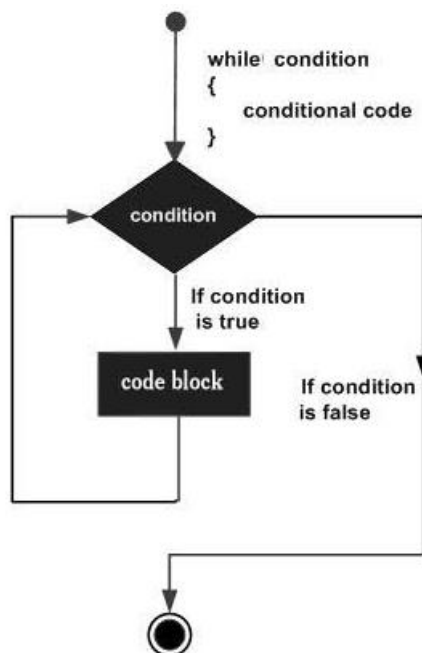 while condition
{
conditional code
}
condition
If condition
is true
code block
If condition
is false